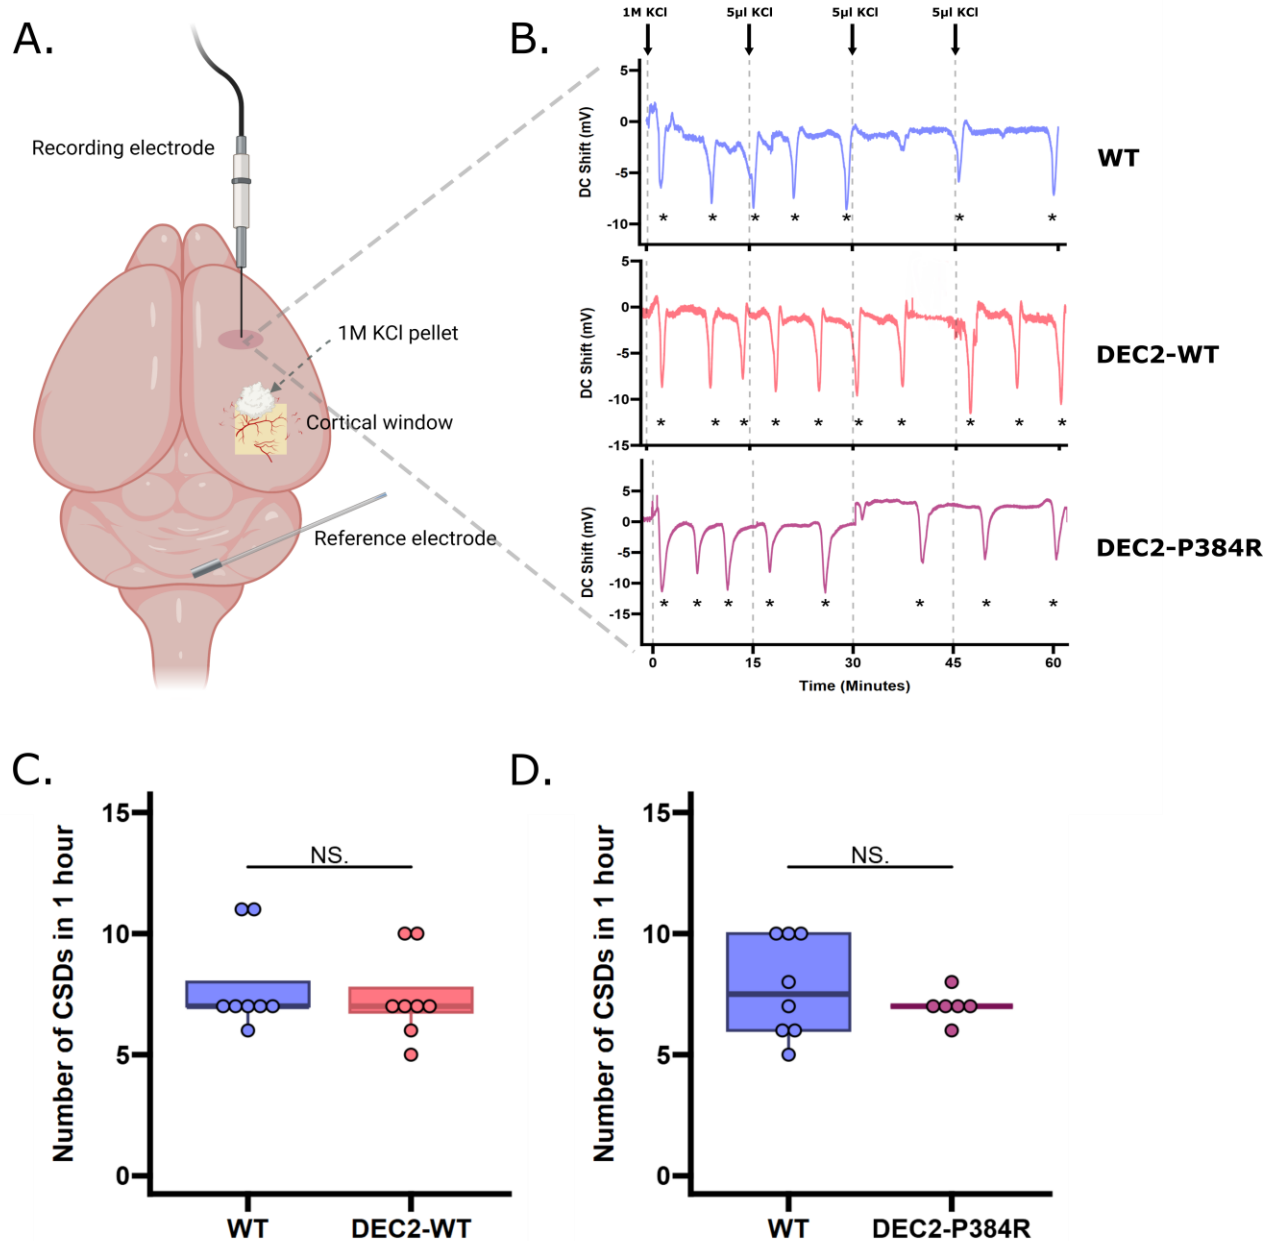 A.
Recording electrode
1M KCl pellet
Cortical window
Reference electrode
B.
1M KCl 5µl KCl 5µl KCl 5µl KCl
DC Shift (mV)
5
0
-5
-10
* * * * * * *
WT
DC Shift (mV)
5
0
-5
-10
-15
* * * * * * * * * *
DEC2-WT
DC Shift (mV)
5
0
-5
-10
-15
* * * * * * * *
DEC2-P384R
0 15 30 45 60
Time (Minutes)
C.
Number of CSDs in 1 hour
15
10
5
0
NS.
WT DEC2-WT
D.
Number of CSDs in 1 hour
15
10
5
0
NS.
WT DEC2-P384R